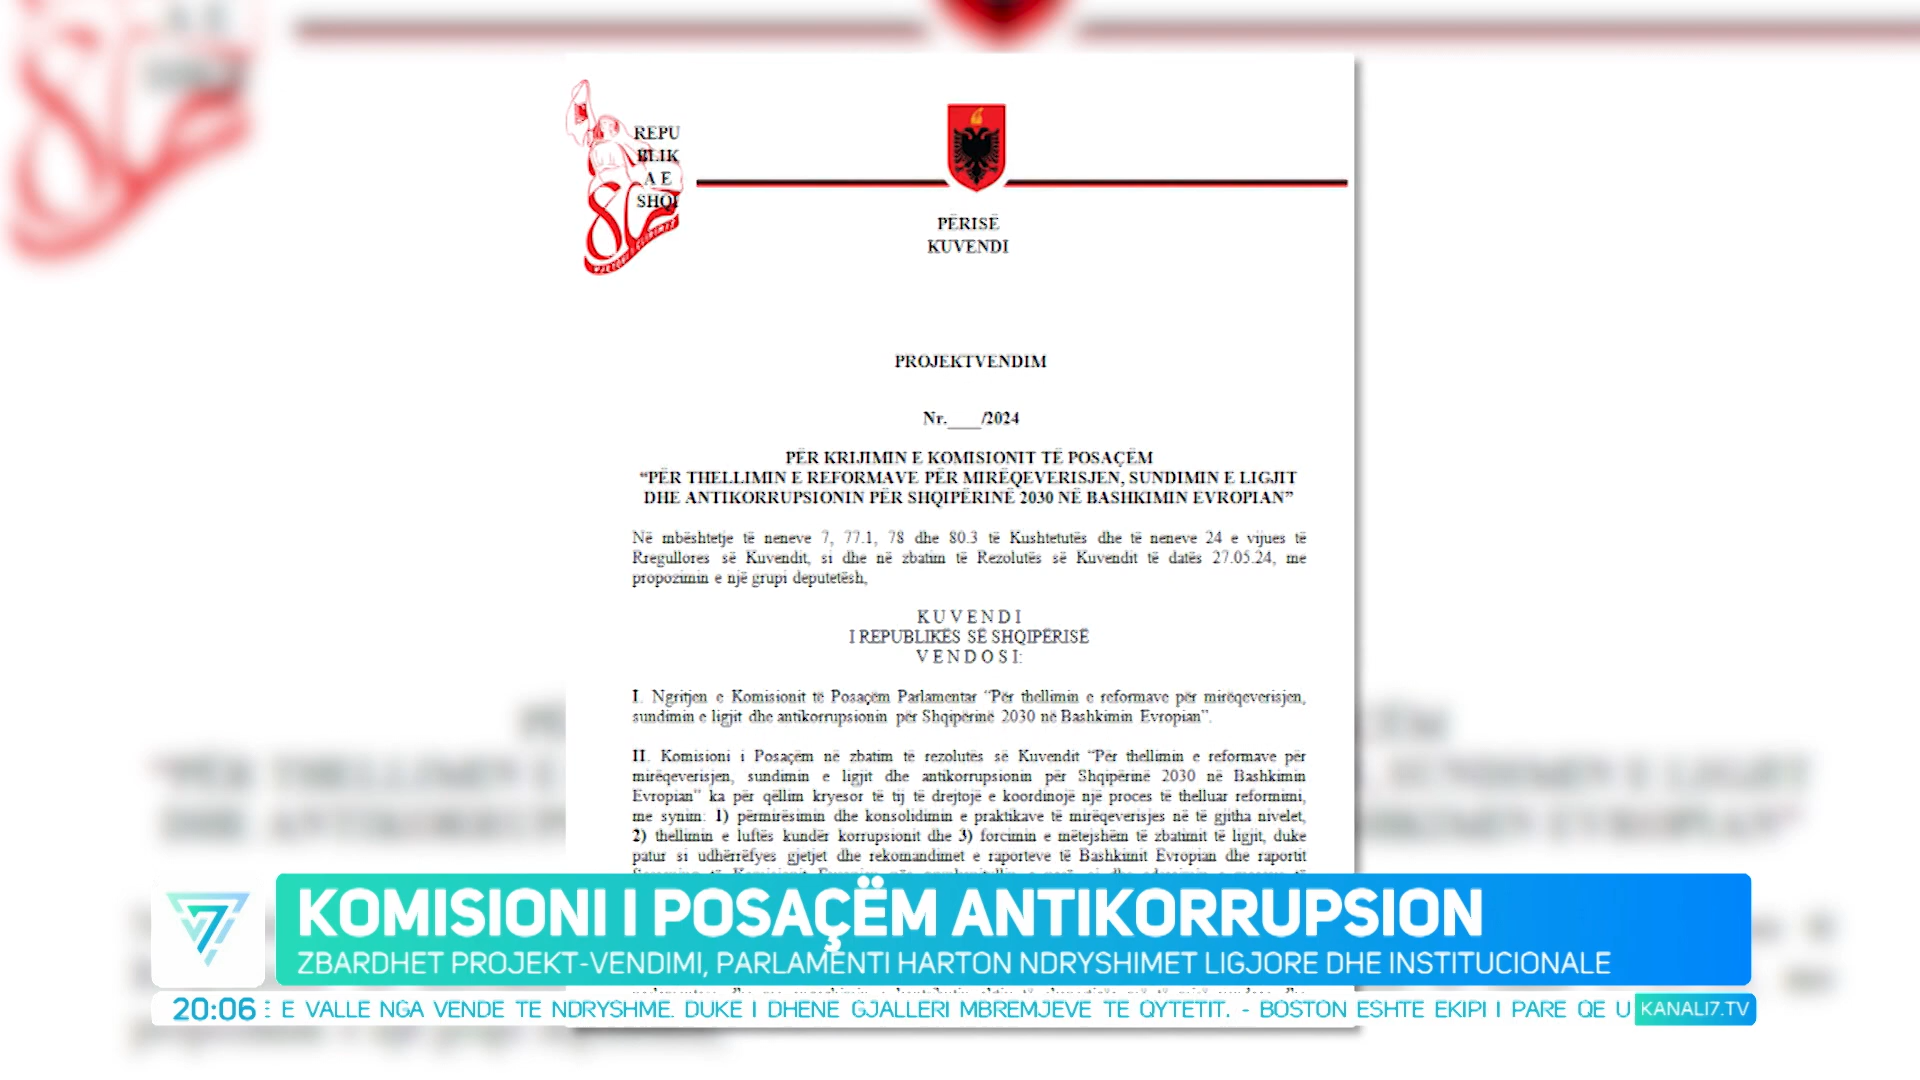 REPU
BLIK
A E
SHQI
PËRISË
KUVENDI
PROJEKTVENDIM
Nr.____/2024
PËR KRIJIMIN E KOMISIONIT TË POSAÇËM
“PËR THELLIMIN E REFORMAVE PËR MIRËQEVERISJEN, SUNDIMIN E LIGJIT
DHE ANTIKORRUPSIONIN PËR SHQIPËRINË 2030 NË BASHKIMIN EVROPIAN”
Në mbështetje të neneve 7, 77.1, 78 dhe 80.3 të Kushtetutës dhe të neneve 24 e vijues të
Rregullores së Kuvendit, si dhe në zbatim të Rezolutës së Kuvendit të datës 27.05.24, me
propozimin e një grupi deputetësh,
K U V E N D I
I REPUBLIKËS SË SHQIPËRISË
V E N D O S I:
I. Ngritjen e Komisionit të Posaçëm Parlamentar “Për thellimin e reformave për mirëqeverisjen,
sundimin e ligjit dhe antikorrupsionin për Shqipërinë 2030 në Bashkimin Evropian”.
II. Komisioni i Posaçëm në zbatim të rezolutës së Kuvendit “Për thellimin e reformave për
mirëqeverisjen, sundimin e ligjit dhe antikorrupsionin për Shqipërinë 2030 në Bashkimin
Evropian” ka për qëllim kryesor të tij të drejtojë e koordinojë një proces të thelluar reformimi,
me synim: 1) përmirësimin dhe konsolidimin e praktikave të mirëqeverisjes në të gjitha nivelet,
2) thellimin e luftës kundër korrupsionit dhe 3) forcimin e mëtejshëm të zbatimit të ligjit, duke
patur si udhërrëfyes gjetjet dhe rekomandimet e raporteve të Bashkimit Evropian dhe raportit
KOMISIONI I POSAÇËM ANTIKORRUPSION
ZBARDHET PROJEKT-VENDIMI, PARLAMENTI HARTON NDRYSHIMET LIGJORE DHE INSTITUCIONALE
20:06 E VALLE NGA VENDE TE NDRYSHME. DUKE I DHENE GJALLERI MBREMJEVE TE QYTETIT. - BOSTON ESHTE EKIPI I PARE QE U KANALI7.TV